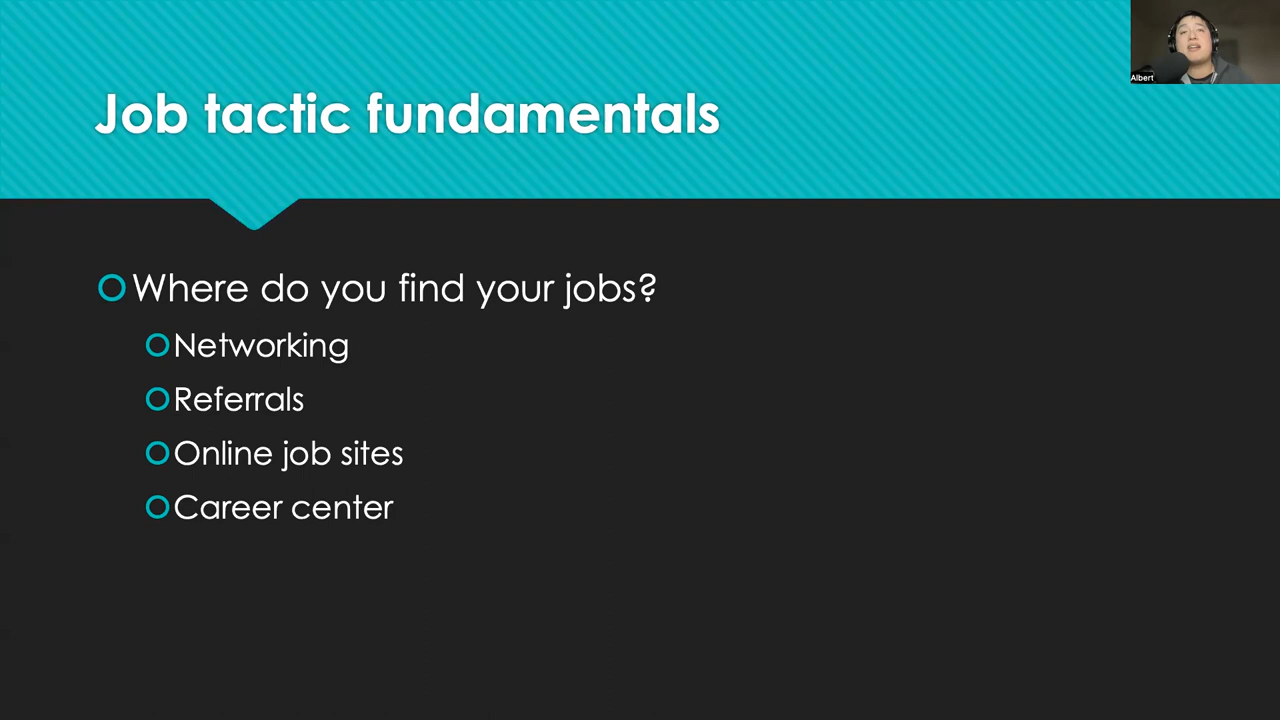 Albert
Job tactic fundamentals
Where do you find your jobs?
Networking
Referrals
Online job sites
Career center